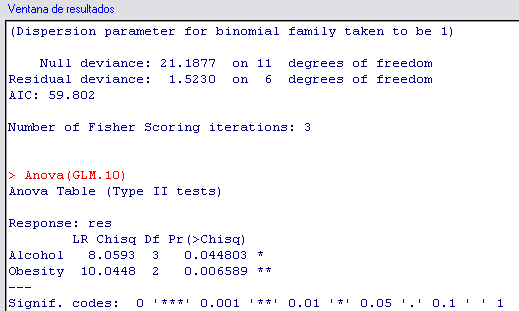 Ventana de resultados
(Dispersion parameter for binomial family taken to be 1)
Null deviance: 21.1877 on 11 degrees of freedom
Residual deviance: 1.5230 on 6 degrees of freedom
AIC: 59.802
Number of Fisher Scoring iterations: 3
> Anova(GLM.10)
Anova Table (Type II tests)
Response: res
LR Chisq Df Pr(>Chisq)
Alcohol 8.0593 3 0.044803 *
Obesity 10.0448 2 0.006589 **
---
Signif. codes: 0 '***' 0.001 '**' 0.01 '*' 0.05 '.' 0.1 ' ' 1